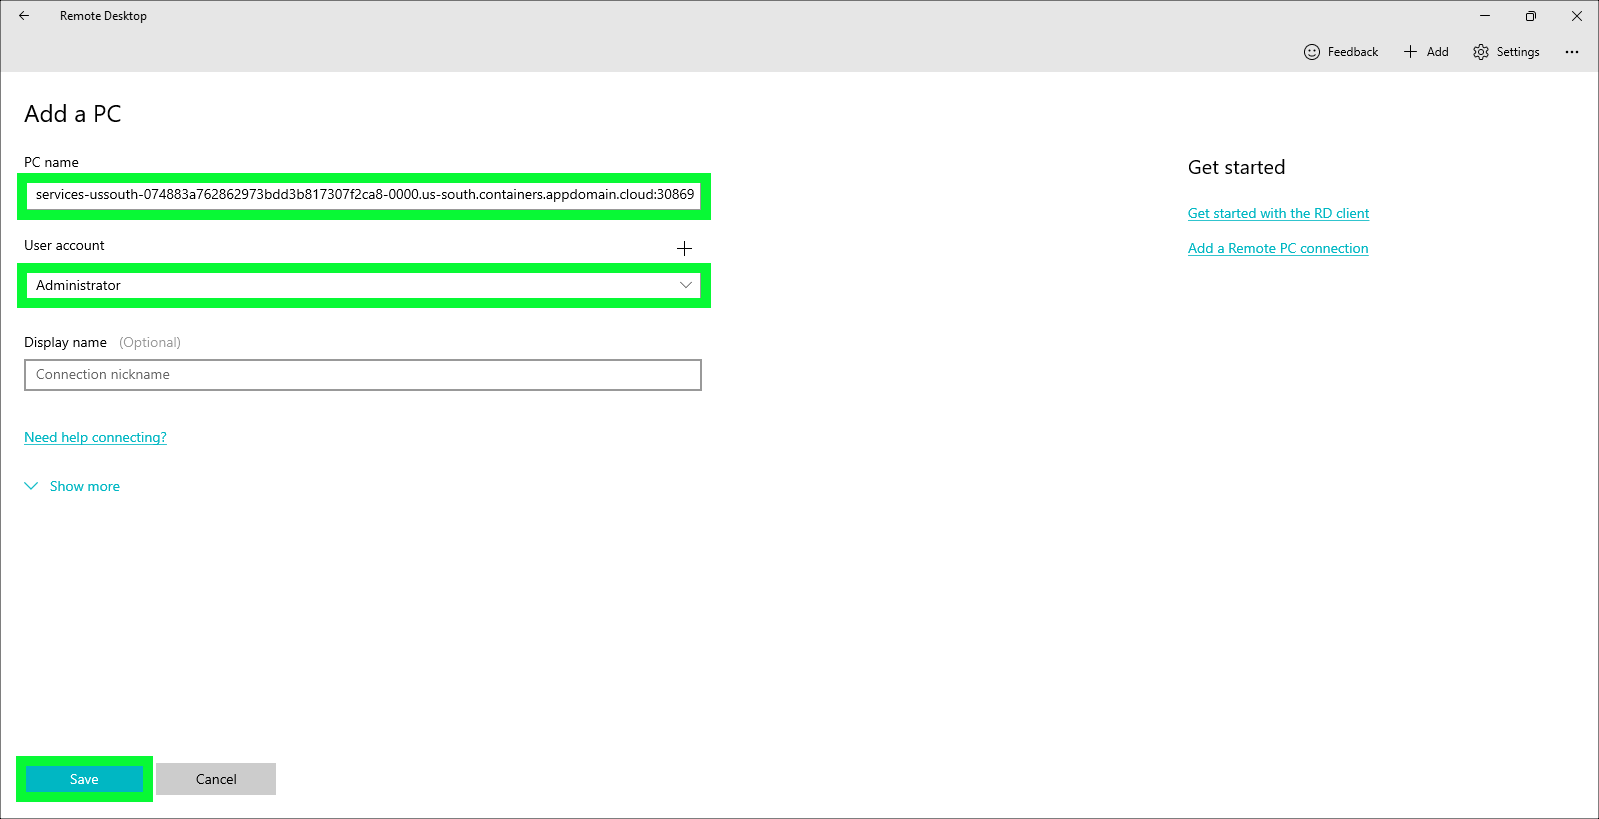 Remote Desktop
Feedback
Add
Settings
Add a PC
PC name
services-ussouth-074883a762862973bdd3b817307f2ca8-0000.us-south.containers.appdomain.cloud:30869
User account
Administrator
Display name (Optional)
Connection nickname
Need help connecting?
Show more
Save
Cancel
Get started
Get started with the RD client
Add a Remote PC connection